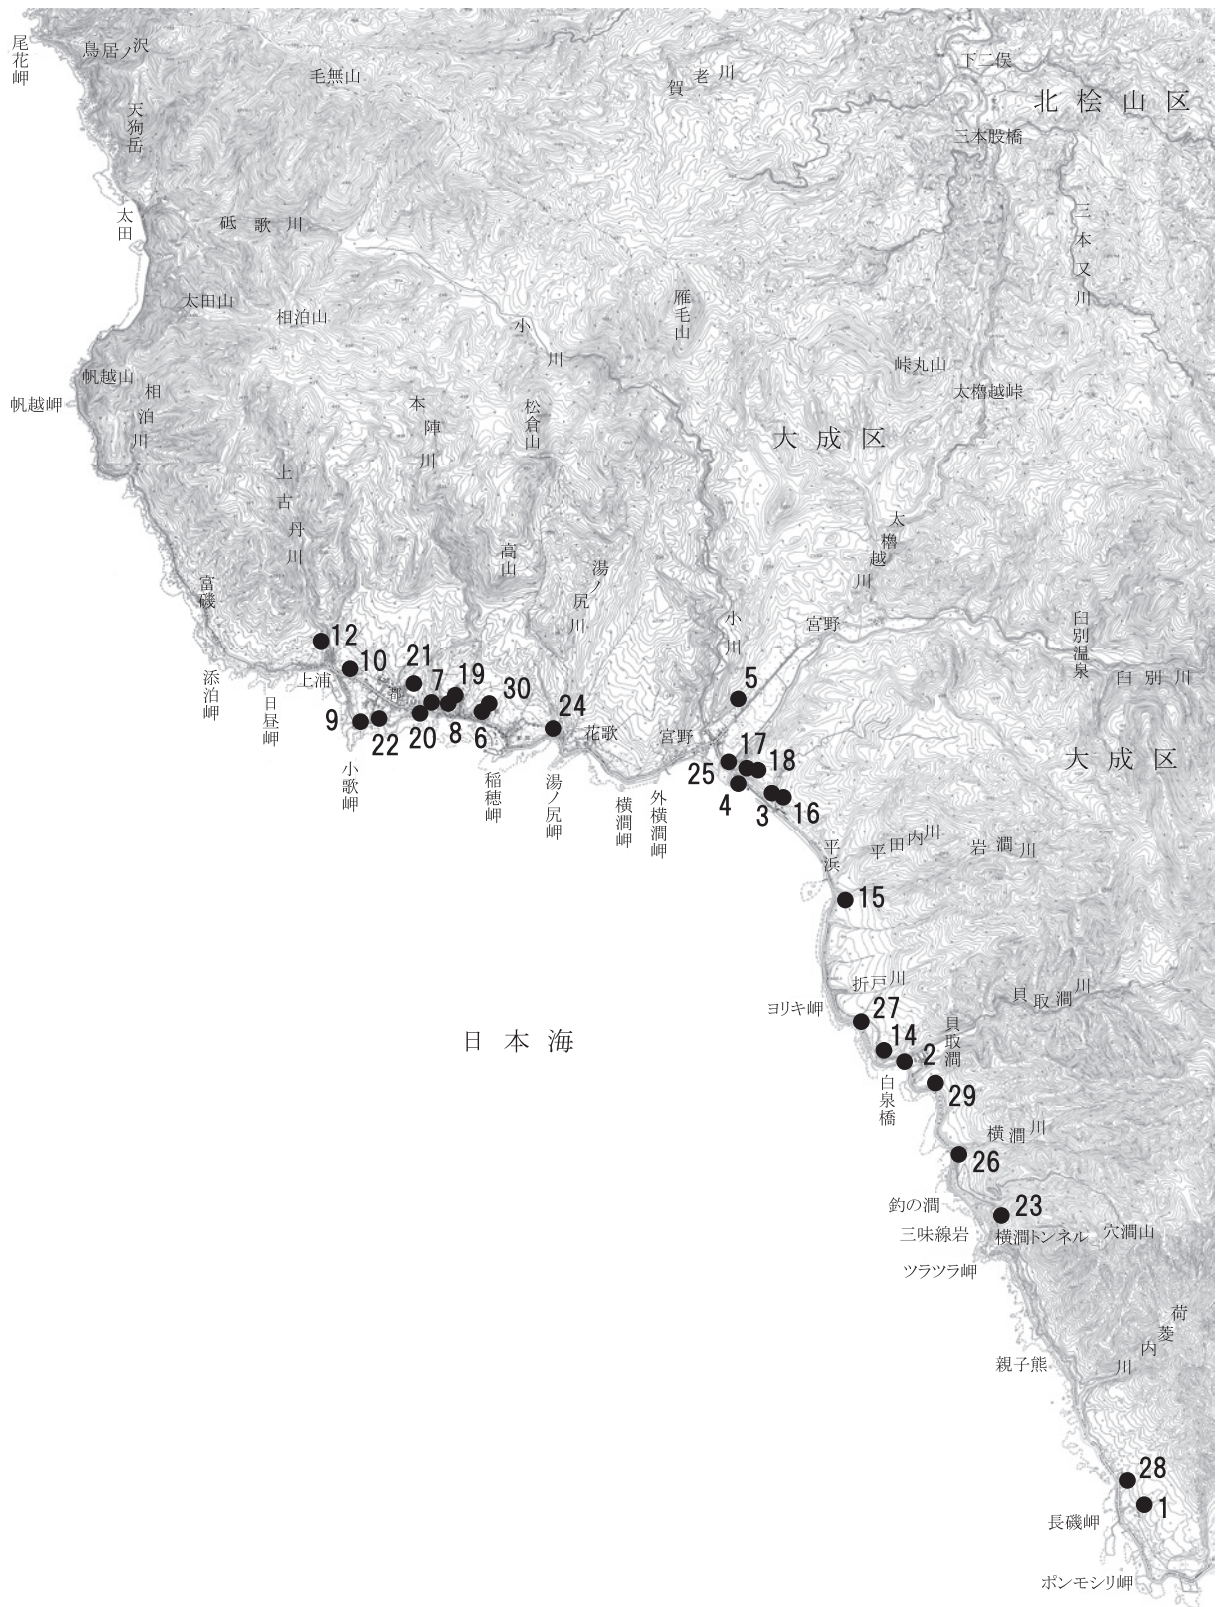 尾花岬
鳥居ノ沢
毛無山
賀老川
下二俣
北桧山区
天狗岳
三本股橋
太田
砥歌川
三本又川
太田山
相泊山
小川
雁毛山
峠丸山
太櫓越峠
帆越山
帆越岬
相泊川
本陣川
松倉山
大成区
上古丹川
高山
湯ノ尻川
太櫓越川
富磯
小川
宮野
臼別温泉
臼別川
12
10
21
7
19
30
5
上浦
都
添泊岬
日昼岬
9
22
20
8
6
24
花歌
宮野
17
18
大成区
25
4
3
16
小歌岬
稲穂岬
湯ノ尻岬
横澗岬
外横澗岬
平浜
平田内川
岩澗川
15
折戸川
貝取澗川
ヨリキ岬
27
日本海
14
2
貝取澗
白泉橋
29
横澗川
26
釣の澗
23
三味線岩
横澗トンネル
穴澗山
ツラツラ岬
荷菱内川
親子熊
28
1
長磯岬
ポンモシリ岬